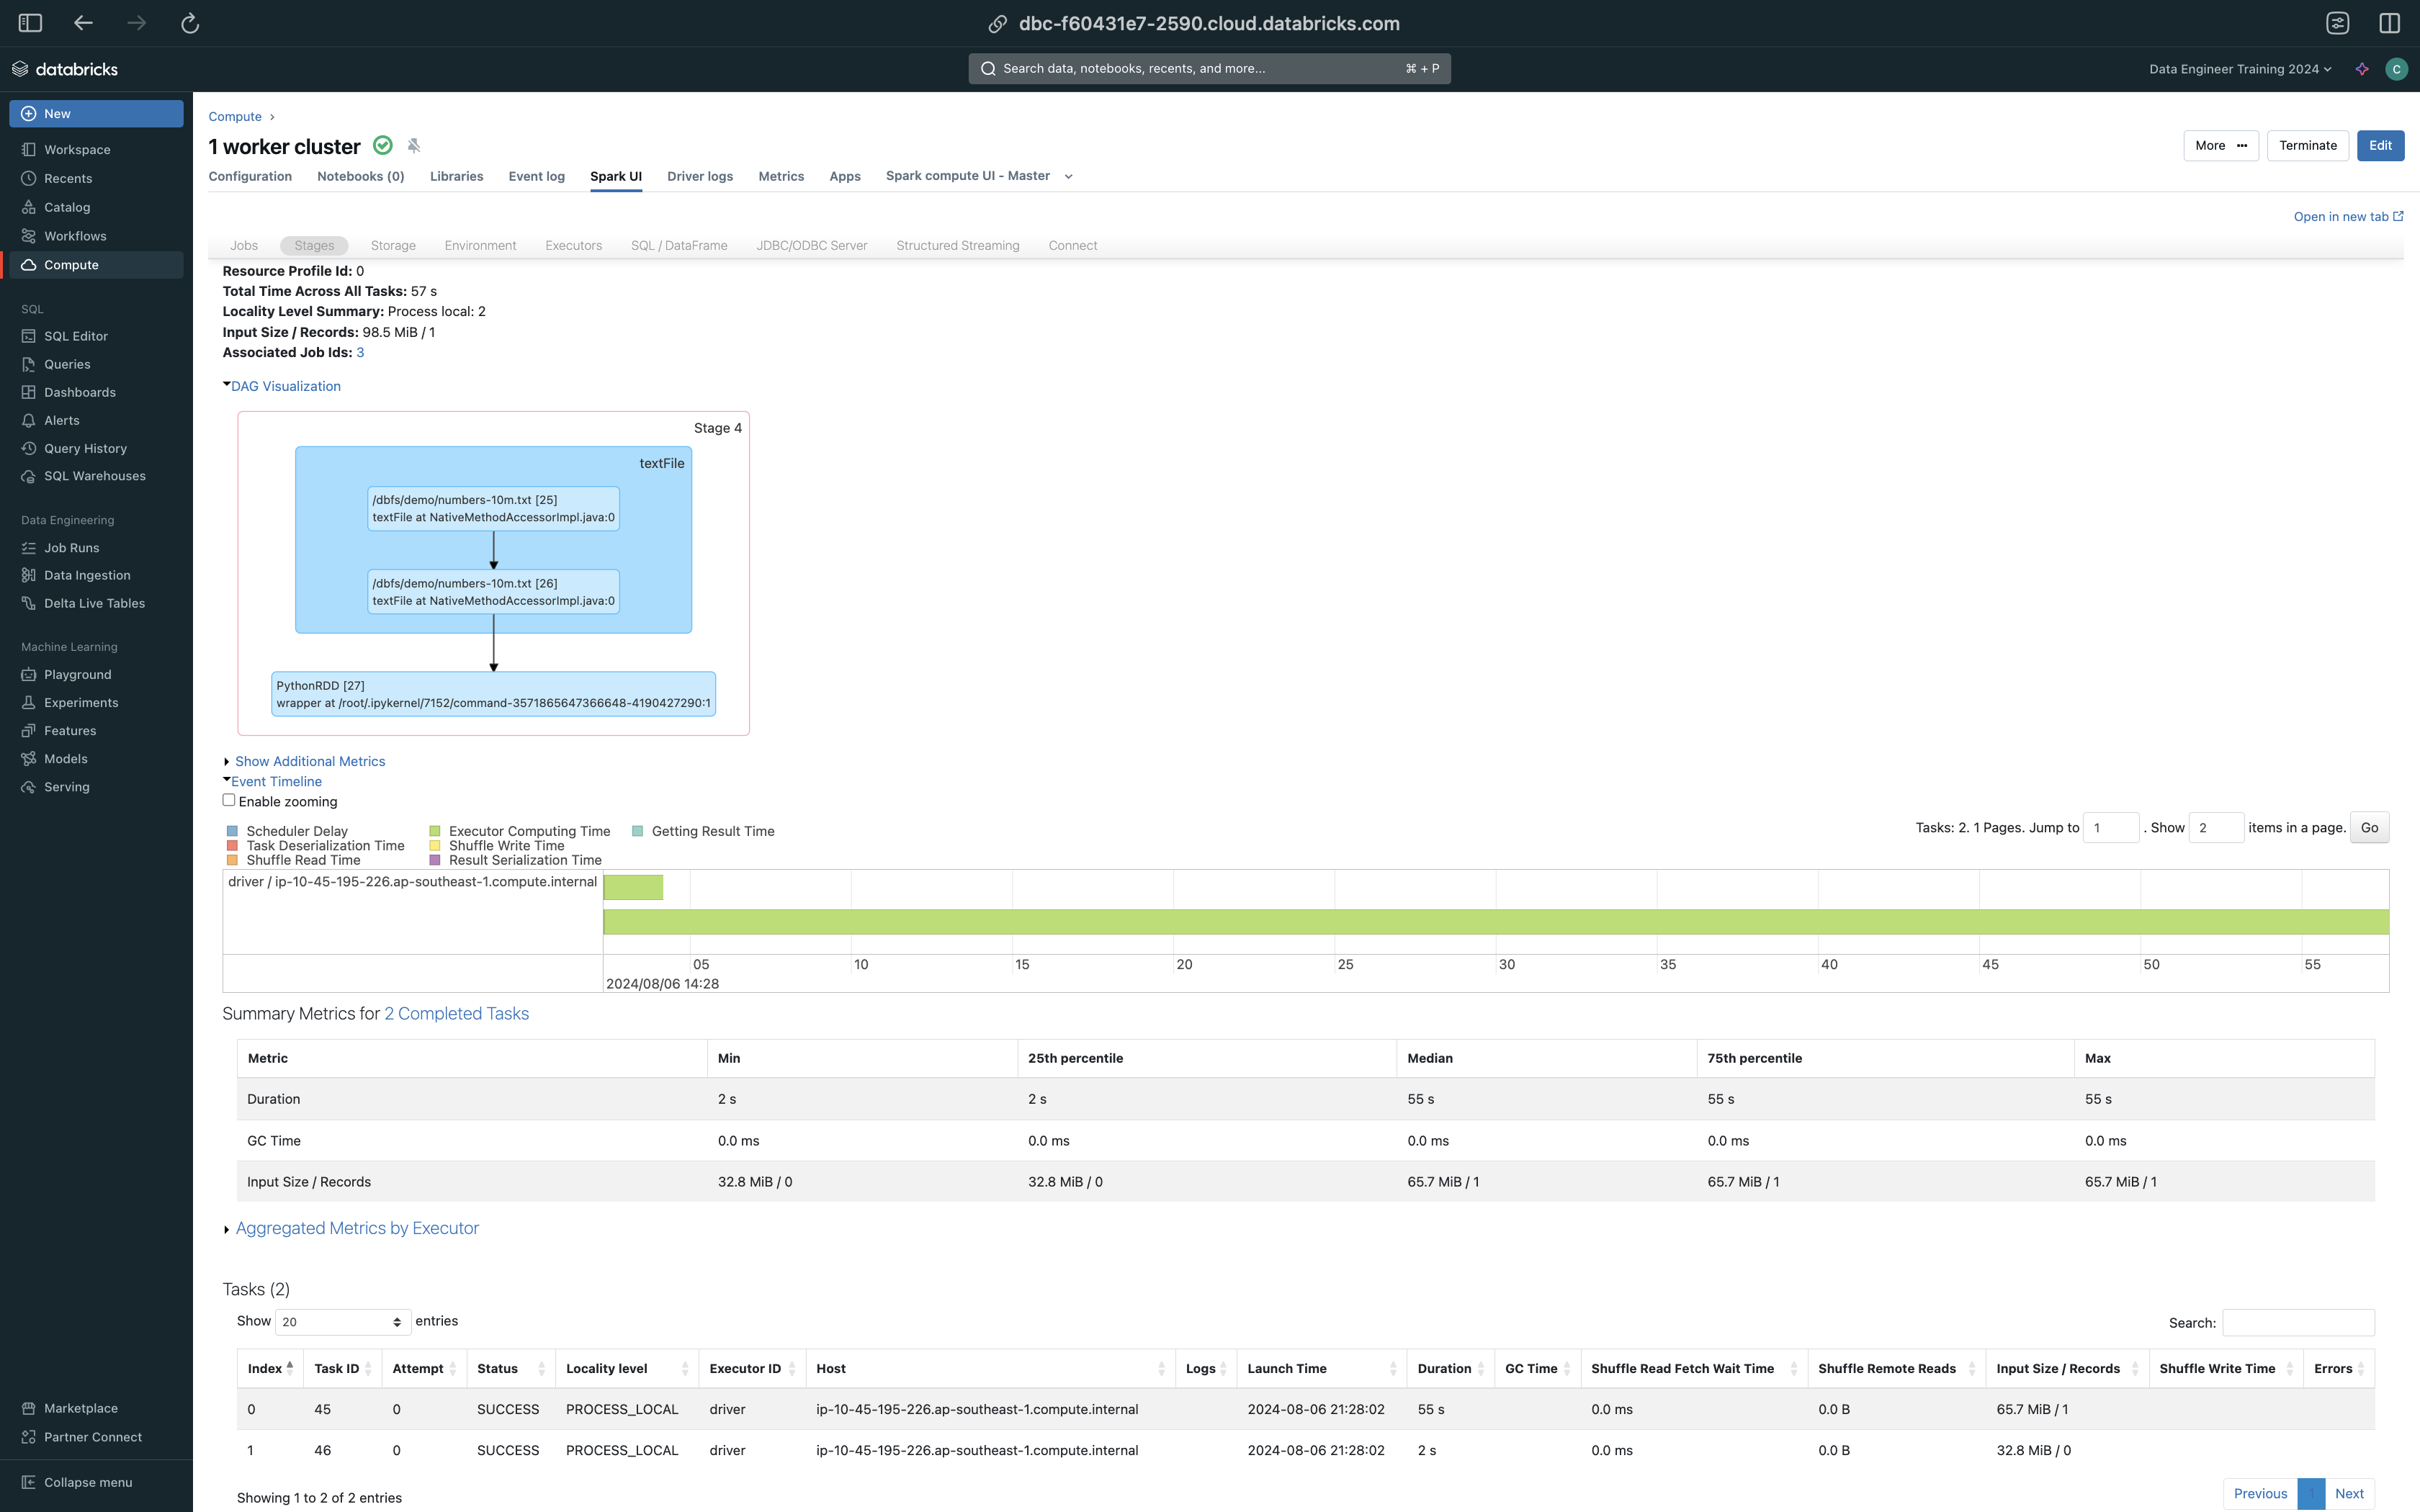 dbc-f60431e7-2590.cloud.databricks.com
databricks
Search data, notebooks, recents, and more...
⌘ + P
Data Engineer Training 2024
C
New
Workspace
Recents
Catalog
Workflows
Compute
SQL
SQL Editor
Queries
Dashboards
Alerts
Query History
SQL Warehouses
Data Engineering
Job Runs
Data Ingestion
Delta Live Tables
Machine Learning
Playground
Experiments
Features
Models
Serving
Marketplace
Partner Connect
Collapse menu
Compute ›
1 worker cluster
More
Terminate
Edit
Configuration Notebooks (0) Libraries Event log Spark UI Driver logs Metrics Apps Spark compute UI - Master
Open in new tab
Jobs Stages Storage Environment Executors SQL / DataFrame JDBC/ODBC Server Structured Streaming Connect
Resource Profile Id: 0
Total Time Across All Tasks: 57 s
Locality Level Summary: Process local: 2
Input Size / Records: 98.5 MiB / 1
Associated Job Ids: 3
DAG Visualization
Stage 4
textFile
/dbfs/demo/numbers-10m.txt [25]
textFile at NativeMethodAccessorImpl.java:0
/dbfs/demo/numbers-10m.txt [26]
textFile at NativeMethodAccessorImpl.java:0
PythonRDD [27]
wrapper at /root/.ipykernel/7152/command-3571865647366648-4190427290:1
Show Additional Metrics
Event Timeline
Enable zooming
Scheduler Delay Executor Computing Time Getting Result Time
Task Deserialization Time Shuffle Write Time
Shuffle Read Time Result Serialization Time
Tasks: 2. 1 Pages. Jump to 1 . Show 2 items in a page. Go
driver / ip-10-45-195-226.ap-southeast-1.compute.internal
05 10 15 20 25 30 35 40 45 50 55
2024/08/06 14:28
Summary Metrics for 2 Completed Tasks
Metric Min 25th percentile Median 75th percentile Max
Duration 2 s 2 s 55 s 55 s 55 s
GC Time 0.0 ms 0.0 ms 0.0 ms 0.0 ms 0.0 ms
Input Size / Records 32.8 MiB / 0 32.8 MiB / 0 65.7 MiB / 1 65.7 MiB / 1 65.7 MiB / 1
Aggregated Metrics by Executor
Tasks (2)
Show 20 entries
Search:
Index Task ID Attempt Status Locality level Executor ID Host Logs Launch Time Duration GC Time Shuffle Read Fetch Wait Time Shuffle Remote Reads Input Size / Records Shuffle Write Time Errors
0 45 0 SUCCESS PROCESS_LOCAL driver ip-10-45-195-226.ap-southeast-1.compute.internal 2024-08-06 21:28:02 55 s 0.0 ms 0.0 B 65.7 MiB / 1
1 46 0 SUCCESS PROCESS_LOCAL driver ip-10-45-195-226.ap-southeast-1.compute.internal 2024-08-06 21:28:02 2 s 0.0 ms 0.0 B 32.8 MiB / 0
Showing 1 to 2 of 2 entries
Previous 1 Next